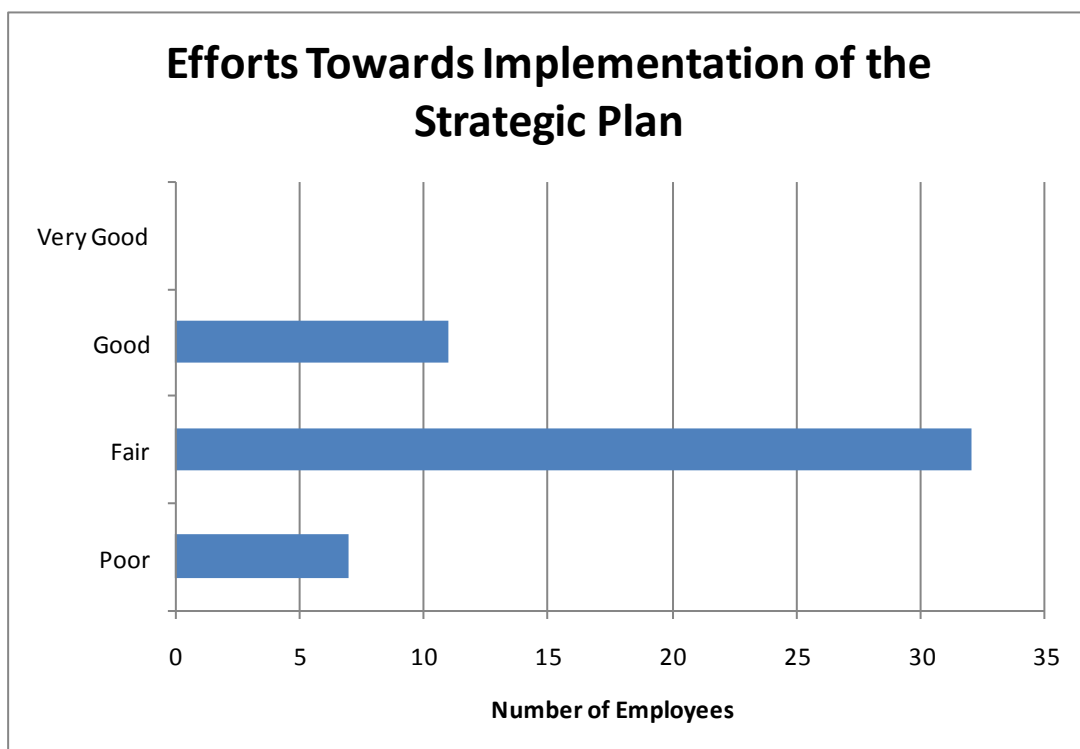 Efforts Towards Implementation of the
Strategic Plan
Very Good
Good
Fair
Poor
0 5 10 15 20 25 30 35
Number of Employees